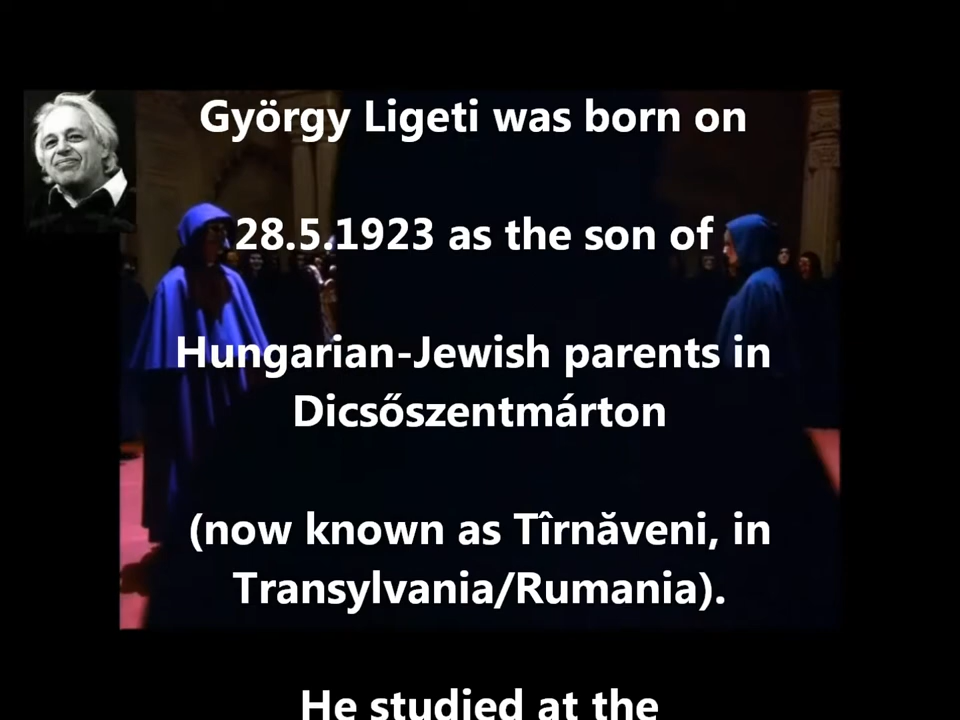 György Ligeti was born on
28.5.1923 as the son of
Hungarian-Jewish parents in
Dicsőszentmárton
(now known as Tîrnăveni, in
Transylvania/Rumania).
He studied at the